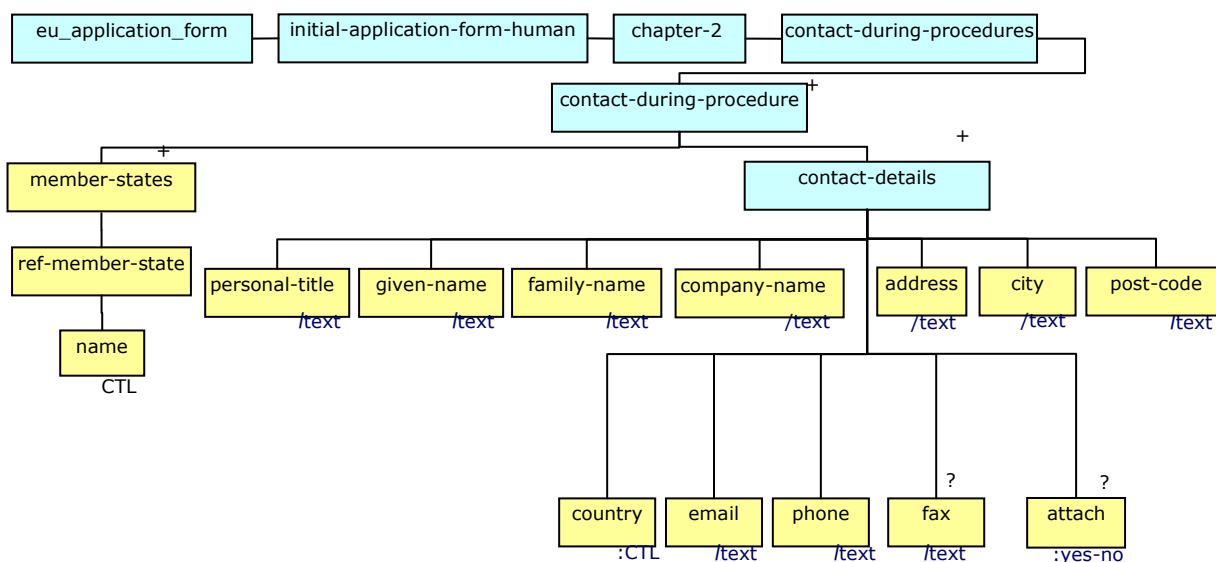 eu_application_form initial-application-form-human chapter-2 contact-during-procedures
+
contact-during-procedure
+
+
member-states contact-details
ref-member-state
personal-title given-name family-name company-name address city post-code
/text /text /text /text /text /text /text
name
CTL
? ?
country email phone fax attach
:CTL /text /text /text :yes-no